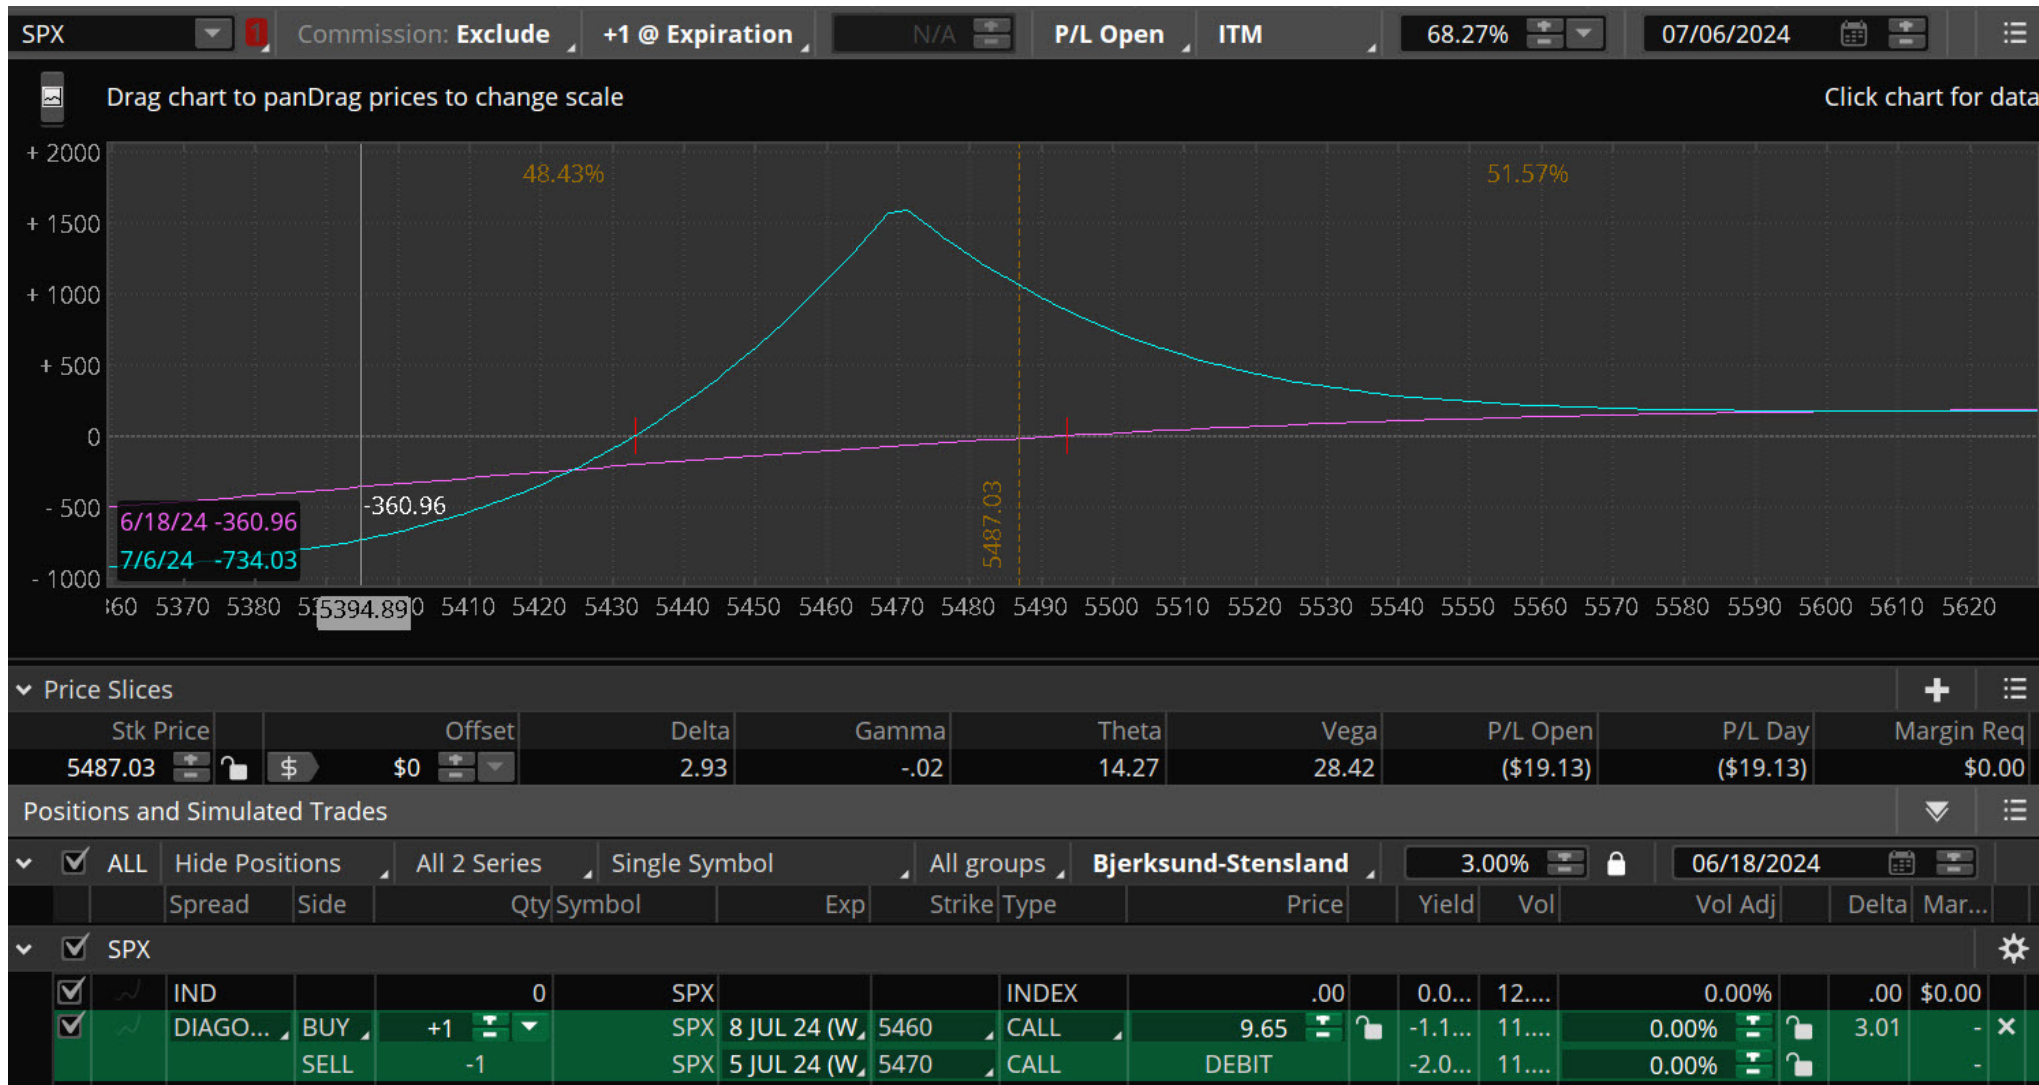 SPX 1 Commission: Exclude +1 @ Expiration N/A P/L Open ITM 68.27% 07/06/2024
Drag chart to panDrag prices to change scale Click chart for data
+ 2000
48.43% 51.57%
+ 1500
+ 1000
+ 500
0
- 500
-360.96
5487.03
6/18/24 -360.96
7/6/24 -734.03
- 1000
360 5370 5380 53 5394.89 0 5410 5420 5430 5440 5450 5460 5470 5480 5490 5500 5510 5520 5530 5540 5550 5560 5570 5580 5590 5600 5610 5620
Price Slices
Stk Price Offset Delta Gamma Theta Vega P/L Open P/L Day Margin Req
5487.03 $ $0 2.93 -.02 14.27 28.42 ($19.13) ($19.13) $0.00
Positions and Simulated Trades
ALL Hide Positions All 2 Series Single Symbol All groups Bjerksund-Stensland 3.00% 06/18/2024
Spread Side Qty Symbol Exp Strike Type Price Yield Vol Vol Adj Delta Mar...
SPX
IND 0 SPX INDEX .00 0.0... 12.... 0.00% .00 $0.00
DIAGO... BUY +1 SPX 8 JUL 24 (W 5460 CALL 9.65 -1.1... 11.... 0.00% 3.01 -
SELL -1 SPX 5 JUL 24 (W 5470 CALL DEBIT -2.0... 11.... 0.00% -